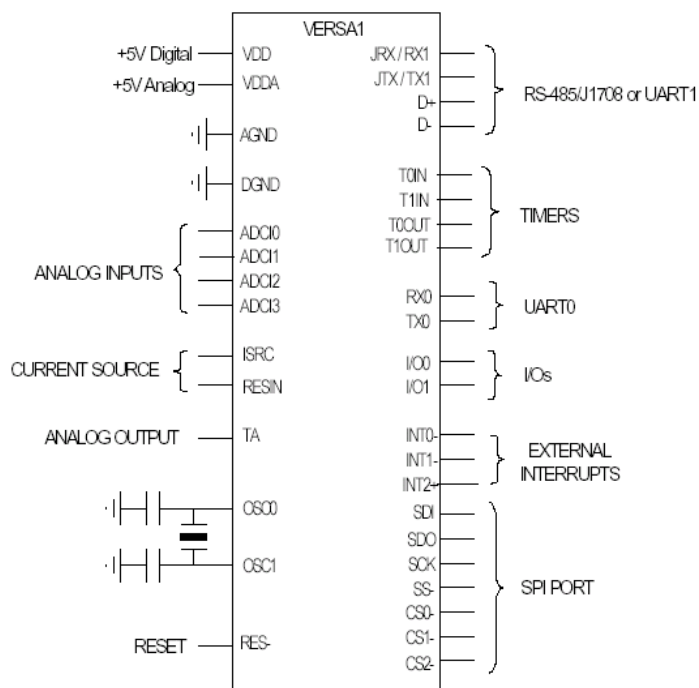 VERSA1
+5V Digital
VDD
+5V Analog
VDDA
AGND
DGND
ADCI0
ADCI1
ADCI2
ADCI3
ANALOG INPUTS
ISRC
RESIN
CURRENT SOURCE
ANALOG OUTPUT
TA
OSC0
OSC1
RESET
RES-
JRX / RX1
JTX / TX1
D+
D-
RS-485/J1708 or UART1
T0IN
T1IN
T0OUT
T1OUT
TIMERS
RX0
TX0
UART0
I/O0
I/O1
I/Os
INT0-
INT1-
INT2+
EXTERNAL
INTERRUPTS
SDI
SDO
SCK
SS-
CS0-
CS1-
CS2-
SPI PORT